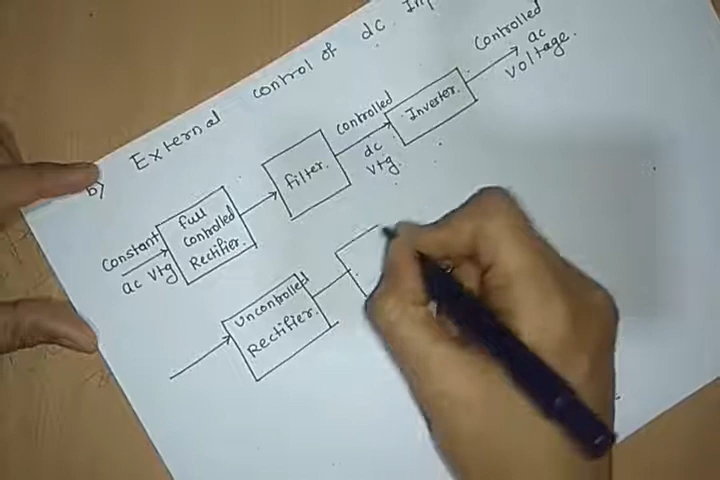 External control of dc Inp
b)
Constant
ac vtg
Full
Controlled
Rectifier.
Filter.
controlled
dc
vtg.
Inverter.
Controlled
ac
voltage.
Uncontrolled
Rectifier.